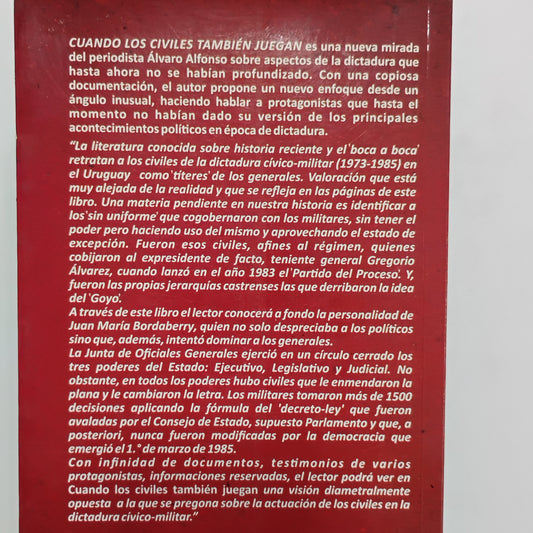 CUANDO LOS CIVILES TAMBIÉN JUEGAN es una nueva mirada
del periodista Álvaro Alfonso sobre aspectos de la dictadura que
hasta ahora no se habían profundizado. Con una copiosa
documentación, el autor propone un nuevo enfoque desde un
ángulo inusual, haciendo hablar a protagonistas que hasta el
momento no habían dado su versión de los principales
acontecimientos políticos en época de dictadura.
"La literatura conocida sobre historia reciente y el 'boca a boca'
retratan a los civiles de la dictadura cívico-militar (1973-1985) en
el Uruguay como 'títeres' de los generales. Valoración que está
muy alejada de la realidad y que se refleja en las páginas de este
libro. Una materia pendiente en nuestra historia es identificar a
los 'sin uniforme' que cogobernaron con los militares, sin tener el
poder pero haciendo uso del mismo y aprovechando el estado de
excepción. Fueron esos civiles, afines al régimen, quienes
cobijaron al expresidente de facto, teniente general Gregorio
Álvarez, cuando lanzó en el año 1983 el 'Partido del Proceso'. Y,
fueron las propias jerarquías castrenses las que derribaron la idea
del 'Goyo'.
A través de este libro el lector conocerá a fondo la personalidad de
Juan María Bordaberry, quien no solo despreciaba a los políticos
sino que, además, intentó dominar a los generales.
La Junta de Oficiales Generales ejerció en un círculo cerrado los
tres poderes del Estado: Ejecutivo, Legislativo y Judicial. No
obstante, en todos los poderes hubo civiles que le enmendaron la
plana y le cambiaron la letra. Los militares tomaron más de 1500
decisiones aplicando la fórmula del 'decreto-ley' que fueron
avaladas por el Consejo de Estado, supuesto Parlamento y que, a
posteriori, nunca fueron modificadas por la democracia que
emergió el 1.° de marzo de 1985.
Con infinidad de documentos, testimonios de varios
protagonistas, informaciones reservadas, el lector podrá ver en
Cuando los civiles también juegan una visión diametralmente
opuesta a la que se pregona sobre la actuación de los civiles en la
dictadura cívico-militar."